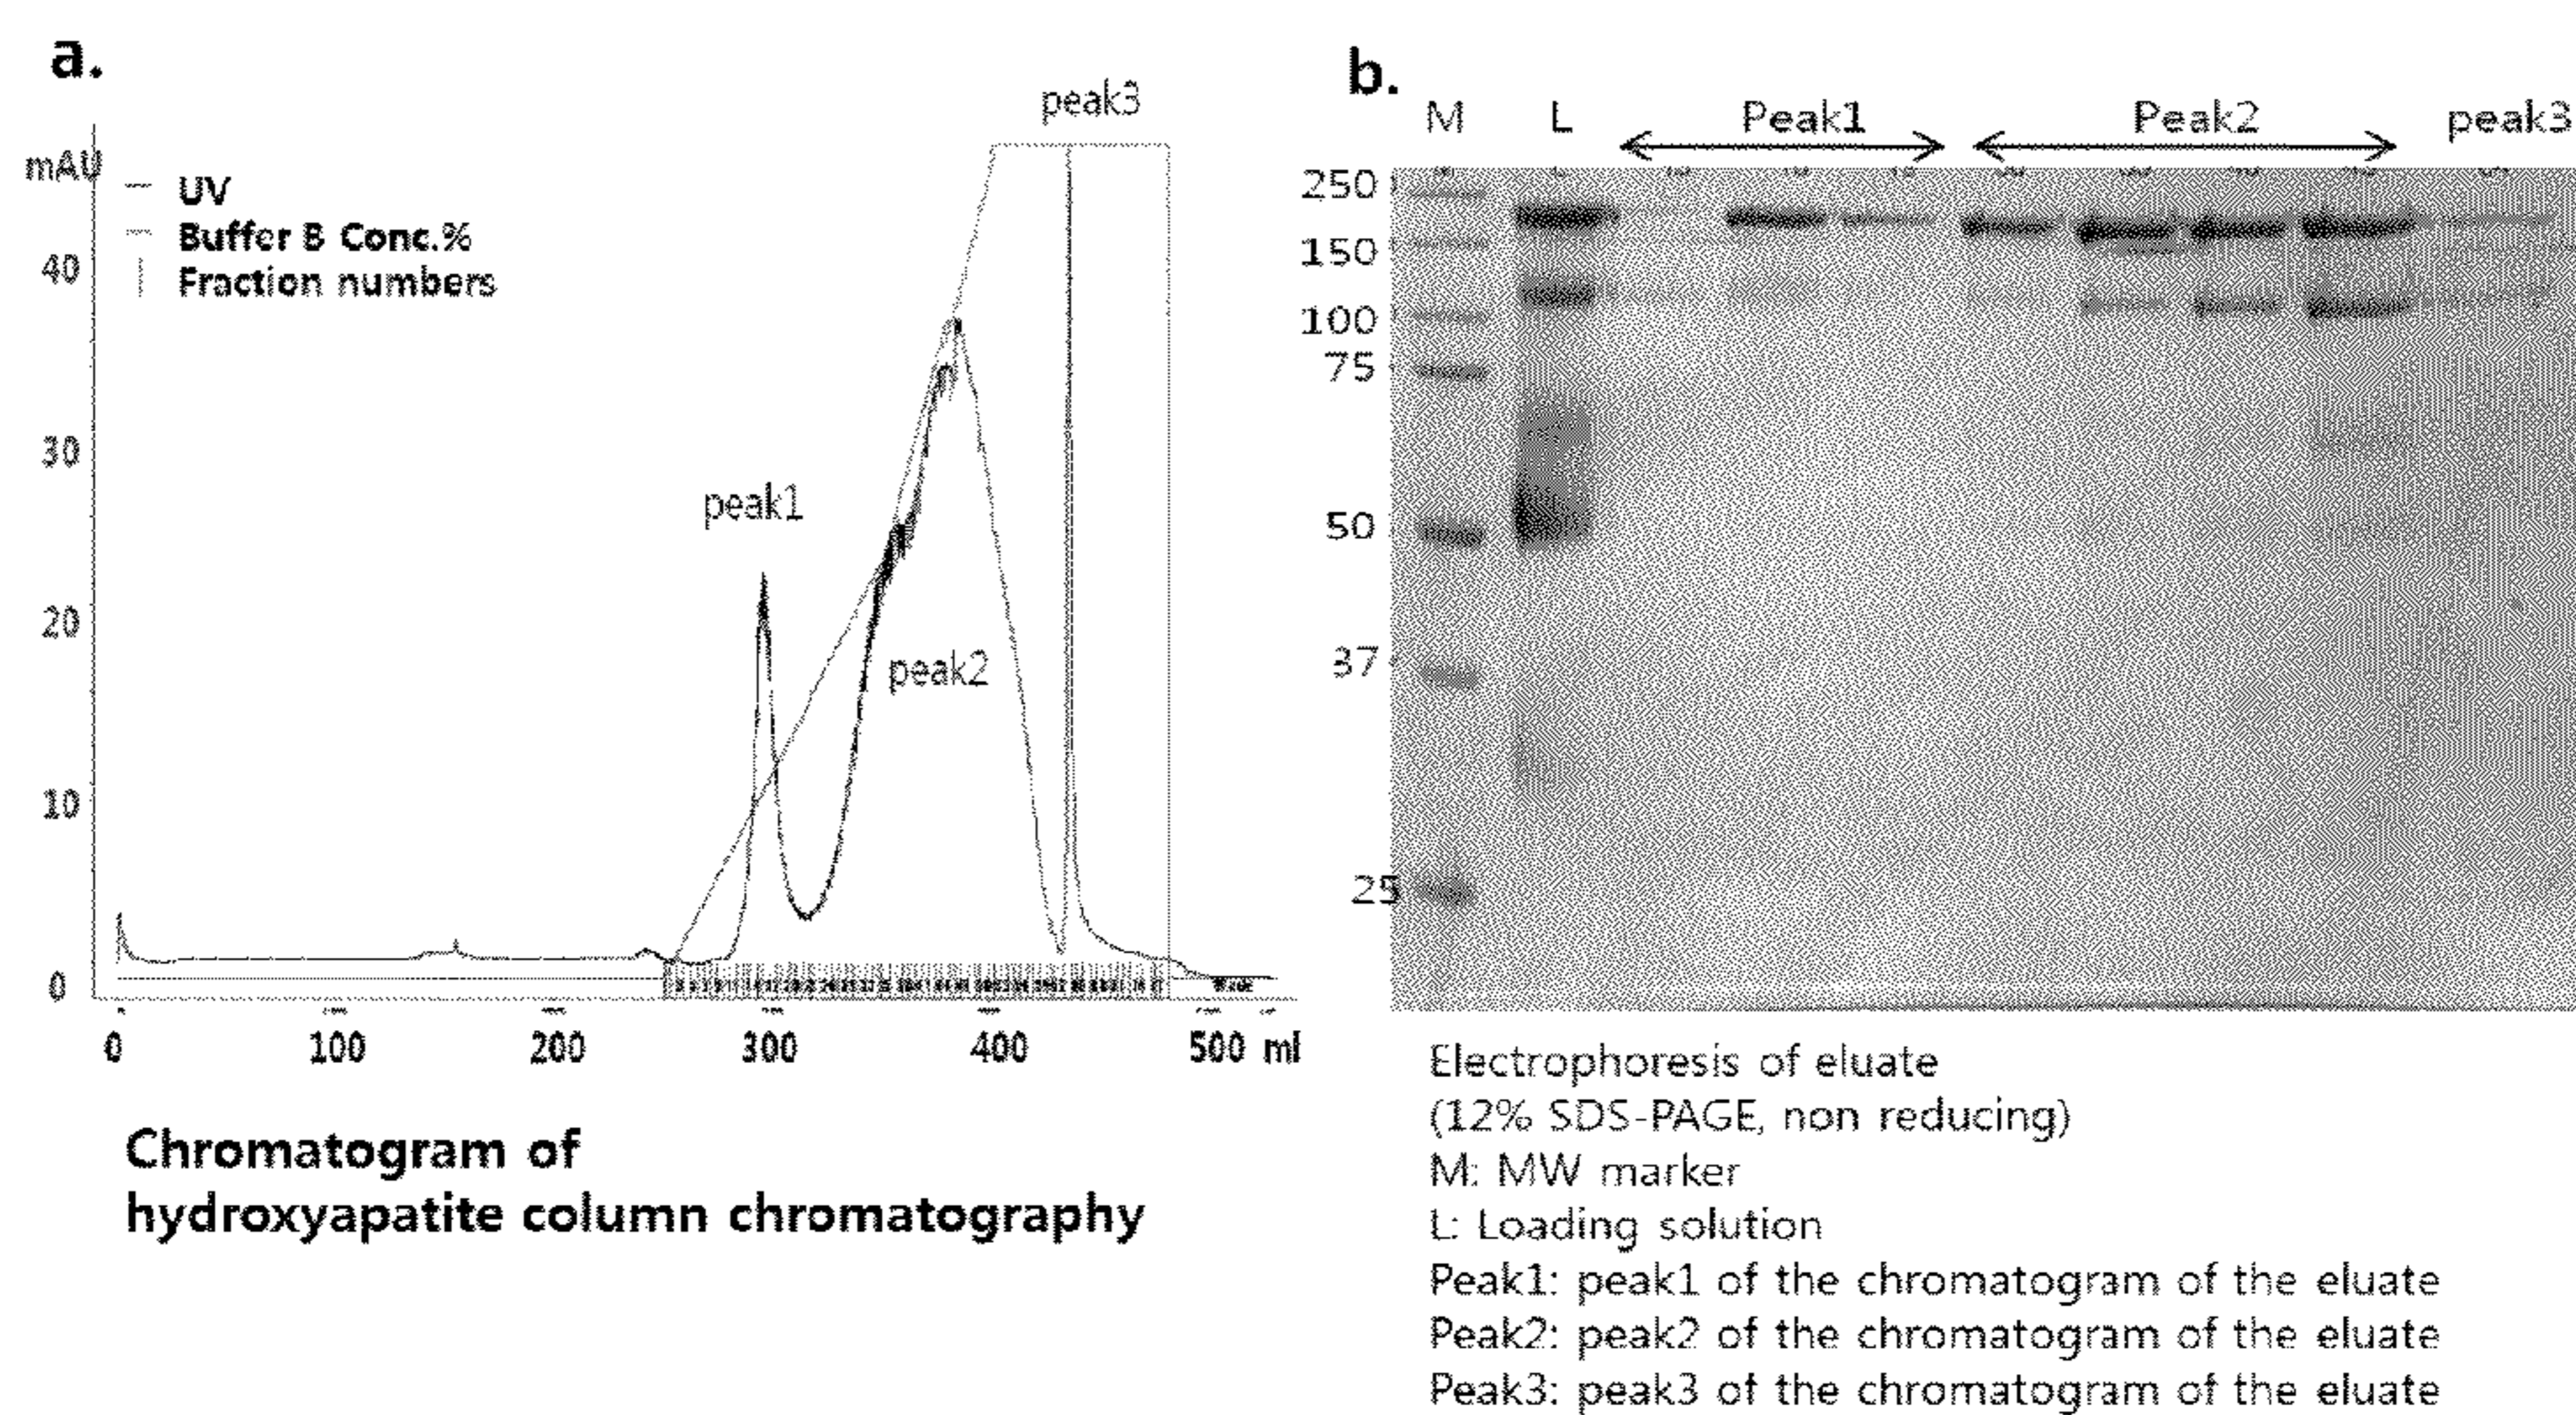 a.
mAU
UV
Buffer B Conc.%
Fraction numbers
peak1
peak2
peak3
40
30
20
10
0
0 100 200 300 400 500 ml
Chromatogram of
hydroxyapatite column chromatography
b.
M L Peak1 Peak2 peak3
250
150
100
75
50
37
25
Electrophoresis of eluate
(12% SDS-PAGE, non reducing)
M: MW marker
L: Loading solution
Peak1: peak1 of the chromatogram of the eluate
Peak2: peak2 of the chromatogram of the eluate
Peak3: peak3 of the chromatogram of the eluate